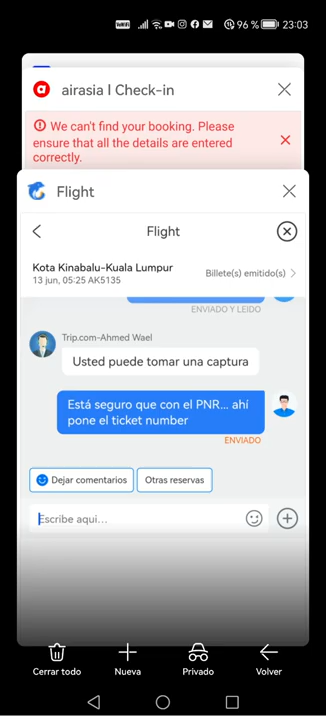 VoWiFi 96 % 23:03
airasia | Check-in
We can't find your booking. Please
ensure that all the details are entered
correctly.
Flight
Flight
Kota Kinabalu-Kuala Lumpur
13 jun, 05:25 AK5135
Billete(s) emitido(s)
ENVIADO Y LEIDO
Trip.com-Ahmed Wael
Usted puede tomar una captura
Está seguro que con el PNR... ahí
pone el ticket number
ENVIADO
Dejar comentarios
Otras reservas
Escribe aqui...
Cerrar todo
Nueva
Privado
Volver